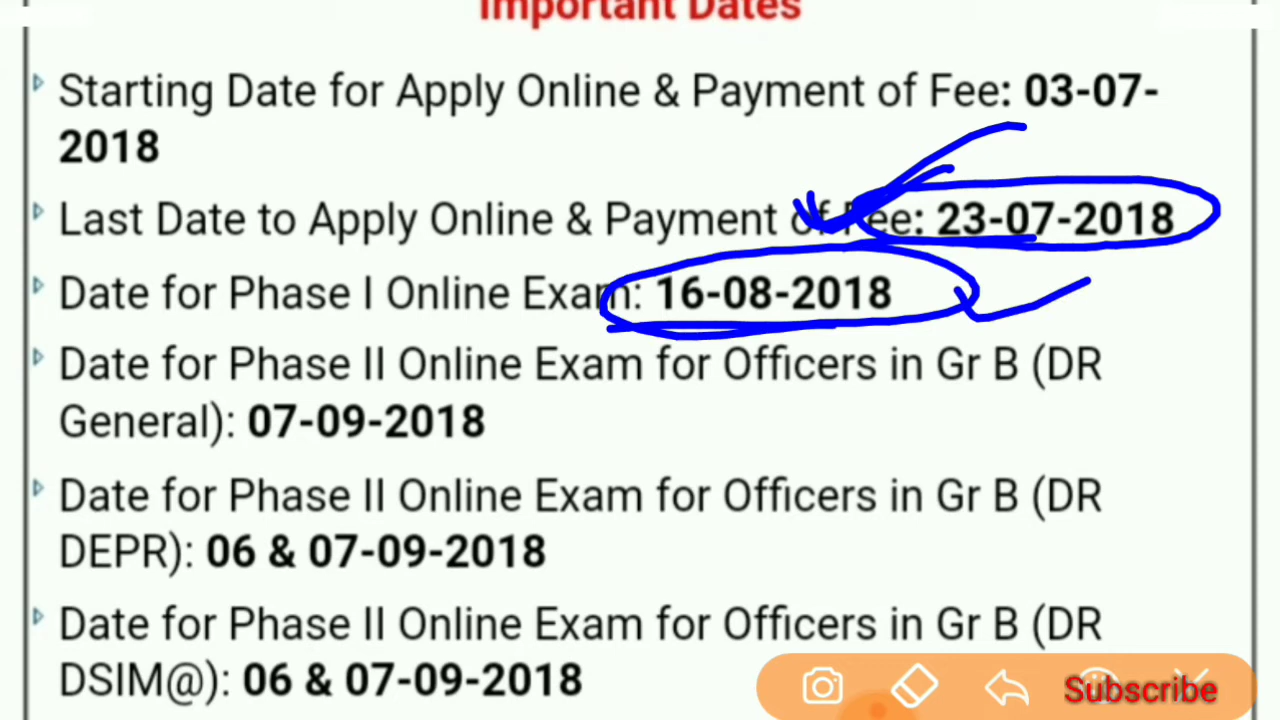 Important Dates
Starting Date for Apply Online & Payment of Fee: 03-07-
2018
Last Date to Apply Online & Payment of Fee: 23-07-2018
Date for Phase I Online Exam: 16-08-2018
Date for Phase II Online Exam for Officers in Gr B (DR
General): 07-09-2018
Date for Phase II Online Exam for Officers in Gr B (DR
DEPR): 06 & 07-09-2018
Date for Phase II Online Exam for Officers in Gr B (DR
DSIM@): 06 & 07-09-2018
Subscribe